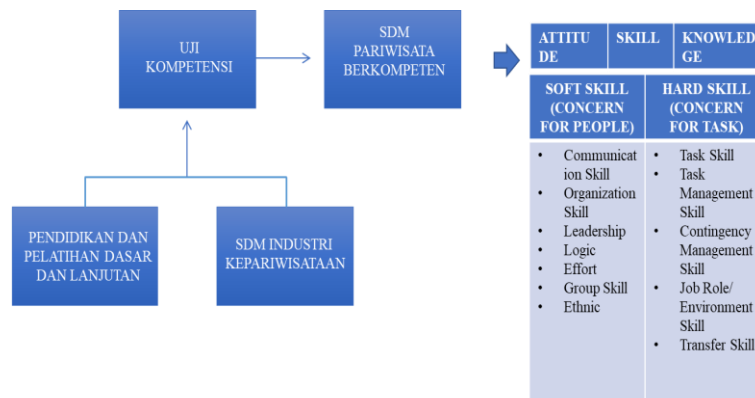 UJI
KOMPETENSI
SDM
PARIWISATA
BERKOMPETEN
PENDIDIKAN DAN
PELATIHAN DASAR
DAN LANJUTAN
SDM INDUSTRI
KEPARIWISATAAN
ATTITU
DE
SKILL
KNOWLED
GE
SOFT SKILL
(CONCERN
FOR PEOPLE)
HARD SKILL
(CONCERN
FOR TASK)
• Communicat
ion Skill
• Organization
Skill
• Leadership
• Logic
• Effort
• Group Skill
• Ethnic
• Task Skill
• Task
Management
Skill
• Contingency
Management
Skill
• Job Role/
Environment
Skill
• Transfer Skill